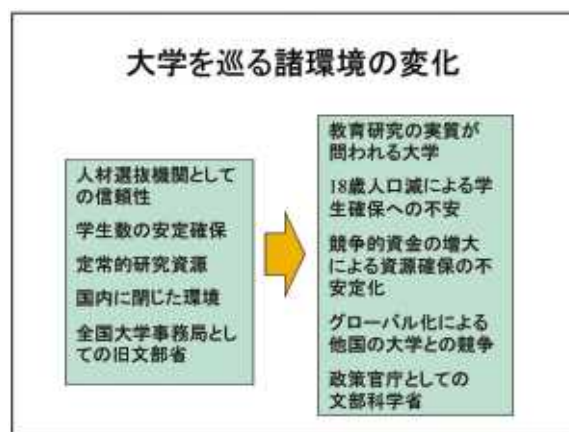 大学を巡る諸環境の変化
人材選抜機関として
の信頼性
学生数の安定確保
定常的研究資源
国内に閉じた環境
全国大学事務局とし
ての旧文部省
教育研究の実質が
問われる大学
18歳人口減による学
生確保への不安
競争的資金の増大
による資源確保の不
安定化
グローバル化による
他国の大学との競争
政策官庁としての
文部科学省